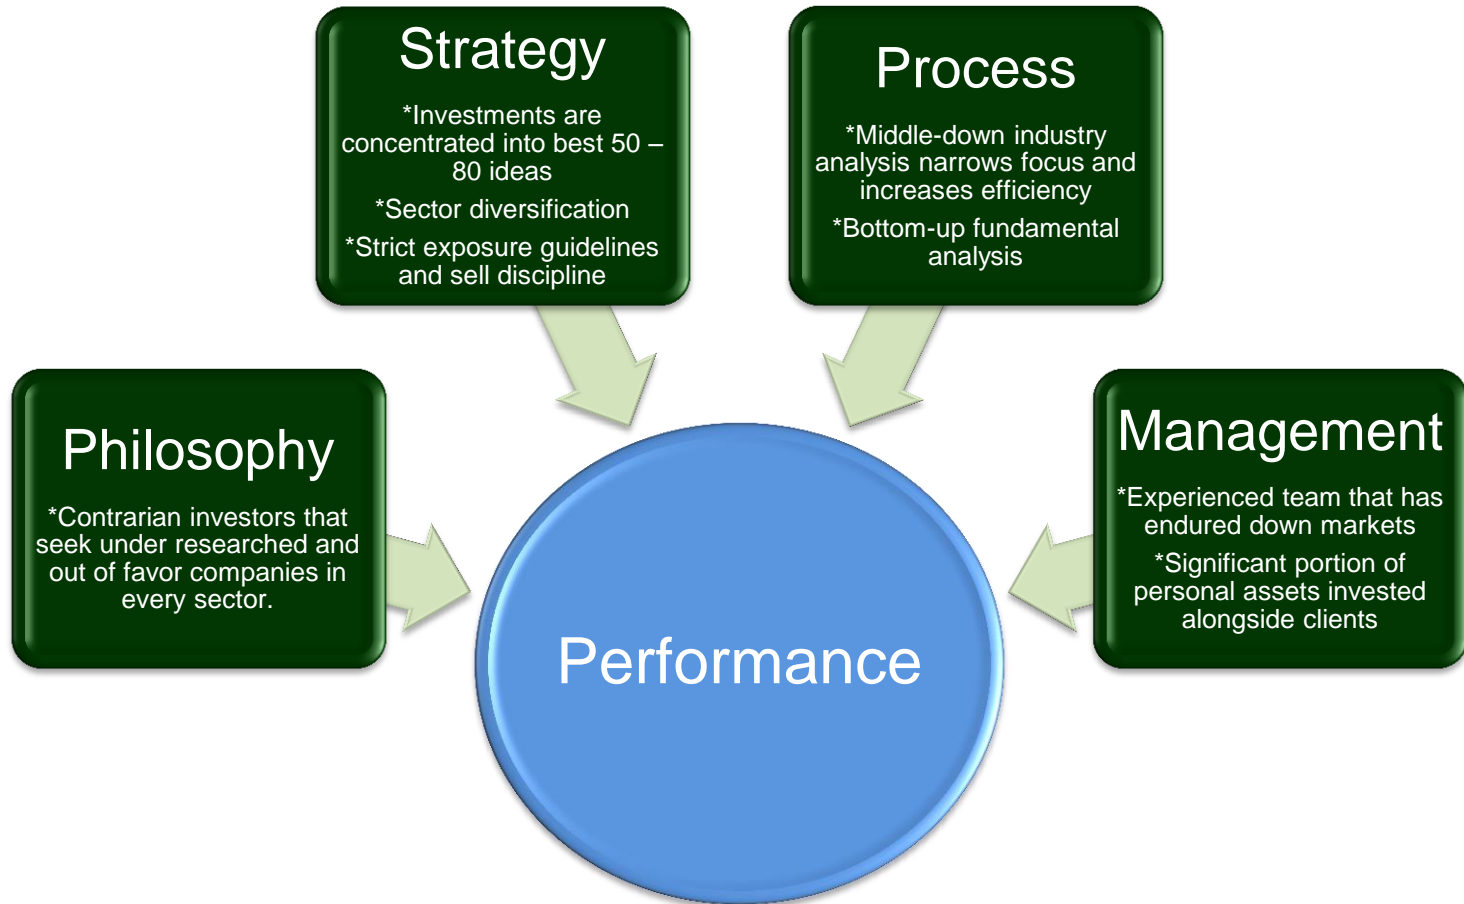 Strategy
*Investments are
concentrated into best 50 –
80 ideas
*Sector diversification
*Strict exposure guidelines
and sell discipline
Process
*Middle-down industry
analysis narrows focus and
increases efficiency
*Bottom-up fundamental
analysis
Philosophy
*Contrarian investors that
seek under researched and
out of favor companies in
every sector.
Management
*Experienced team that has
endured down markets
*Significant portion of
personal assets invested
alongside clients
Performance